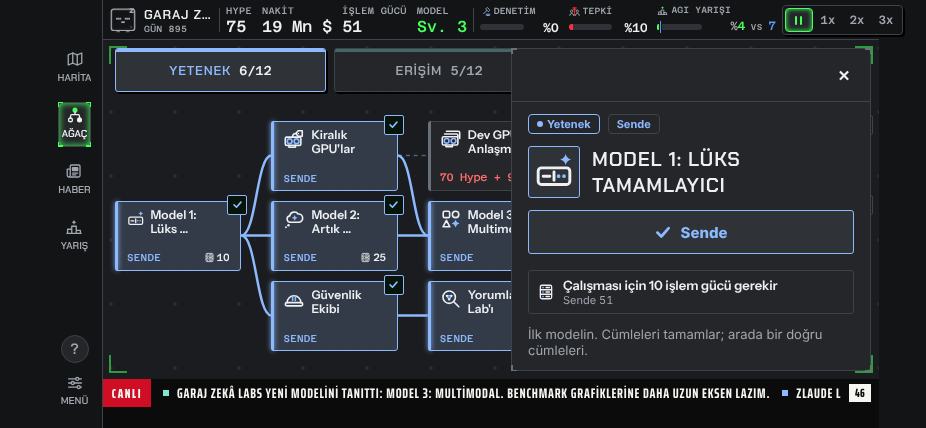 GARAJ Z...
GÜN 895
HYPE
75
NAKİT
19 Mn $
İŞLEM GÜCÜ
51
MODEL
Sv. 3
DENETİM
%0
TEPKİ
%10
AGI YARIŞI
%4 vs 7
1x
2x
3x
HARİTA
AĞAÇ
HABER
YARIŞ
?
MENÜ
YETENEK 6/12
ERİŞİM 5/12
Kiralık
GPU'lar
SENDE
Dev GP
Anlaşm
70 Hype + 9
Model 1:
Lüks ...
SENDE
10
Model 2:
Artık ...
SENDE
25
Model 3
Multimo
SENDE
Güvenlik
Ekibi
SENDE
Yorumla
Lab'ı
SENDE
Yetenek
Sende
MODEL 1: LÜKS
TAMAMLAYICI
Sende
Çalışması için 10 işlem gücü gerekir
Sende 51
İlk modelin. Cümleleri tamamlar; arada bir doğru
cümleleri.
CANLI
GARAJ ZEKÂ LABS YENİ MODELİNİ TANITTI: MODEL 3: MULTIMODAL. BENCHMARK GRAFİKLERİNE DAHA UZUN EKSEN LAZIM.
ZLAUDE L
46